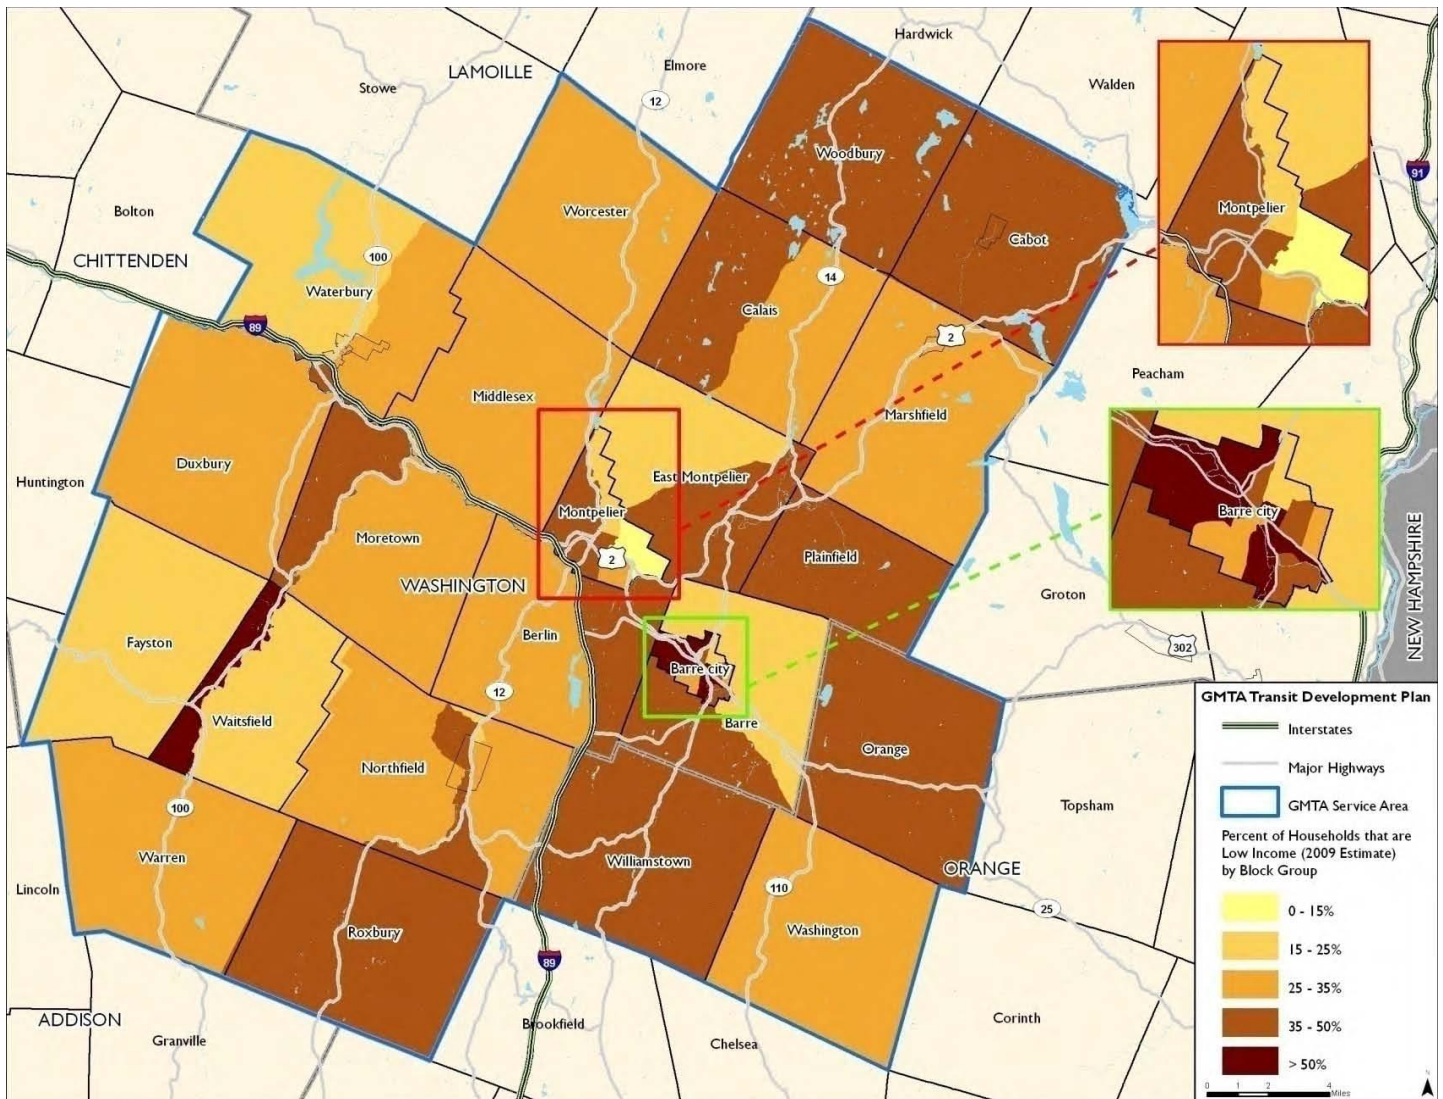 Hardwick
Elmore
LAMOILLE
Stowe
Walden
12
91
Woodbury
Bolton
Worcester
Montpelier
Cabot
100
CHITTENDEN
14
Waterbury
Calais
89
2
Peacham
Middlesex
Marshfield
Duxbury
East Montpelier
Huntington
Montpelier
Barre city
Moretown
2
Plainfield
NEW HAMPSHIRE
WASHINGTON
Groton
Fayston
Berlin
302
Barre city
12
GMTA Transit Development Plan
Waitsfield
Barre
Interstates
Orange
Northfield
Major Highways
100
GMTA Service Area
Topsham
Percent of Households that are
Low Income (2009 Estimate)
by Block Group
Warren
Williamstown
ORANGE
Lincoln
110
25
0 - 15%
Roxbury
Washington
15 - 25%
89
25 - 35%
ADDISON
Brookfield
Corinth
35 - 50%
Granville
Chelsea
> 50%
N
0 1 2 4
Miles